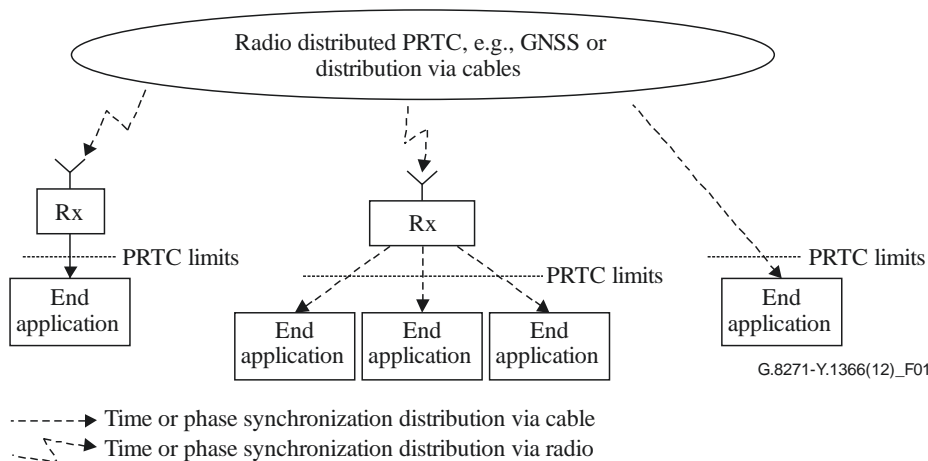 Radio distributed PRTC, e.g., GNSS or
distribution via cables
Rx
Rx
PRTC limits
PRTC limits
PRTC limits
End
application
End
application
End
application
End
application
End
application
G.8271-Y.1366(12)_F01
Time or phase synchronization distribution via cable
Time or phase synchronization distribution via radio